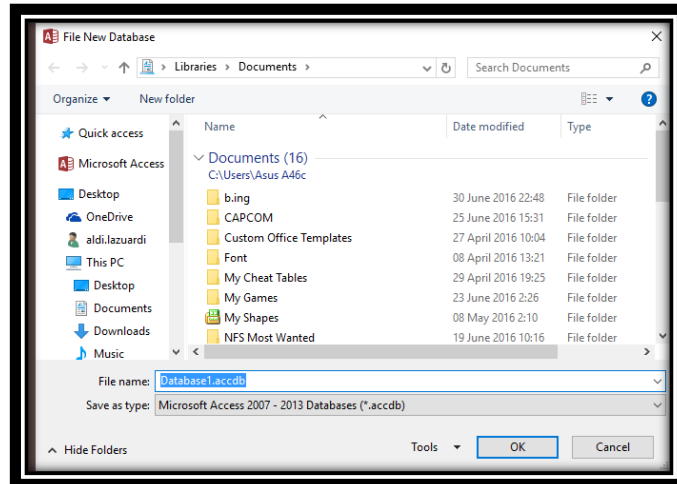 File New Database
Libraries > Documents >
Search Documents
Organize
New folder
Quick access
Microsoft Access
Desktop
OneDrive
aldi.lazuardi
This PC
Desktop
Documents
Downloads
Music
Name Date modified Type
Documents (16)
C:\Users\Asus A46c
b.ing 30 June 2016 22:48 File folder
CAPCOM 25 June 2016 15:31 File folder
Custom Office Templates 27 April 2016 10:04 File folder
Font 08 April 2016 13:21 File folder
My Cheat Tables 29 April 2016 19:25 File folder
My Games 23 June 2016 2:26 File folder
My Shapes 08 May 2016 2:10 File folder
NFS Most Wanted 19 June 2016 10:16 File folder
File name: Database1.accdb
Save as type: Microsoft Access 2007 - 2013 Databases (*.accdb)
Hide Folders
Tools
OK
Cancel